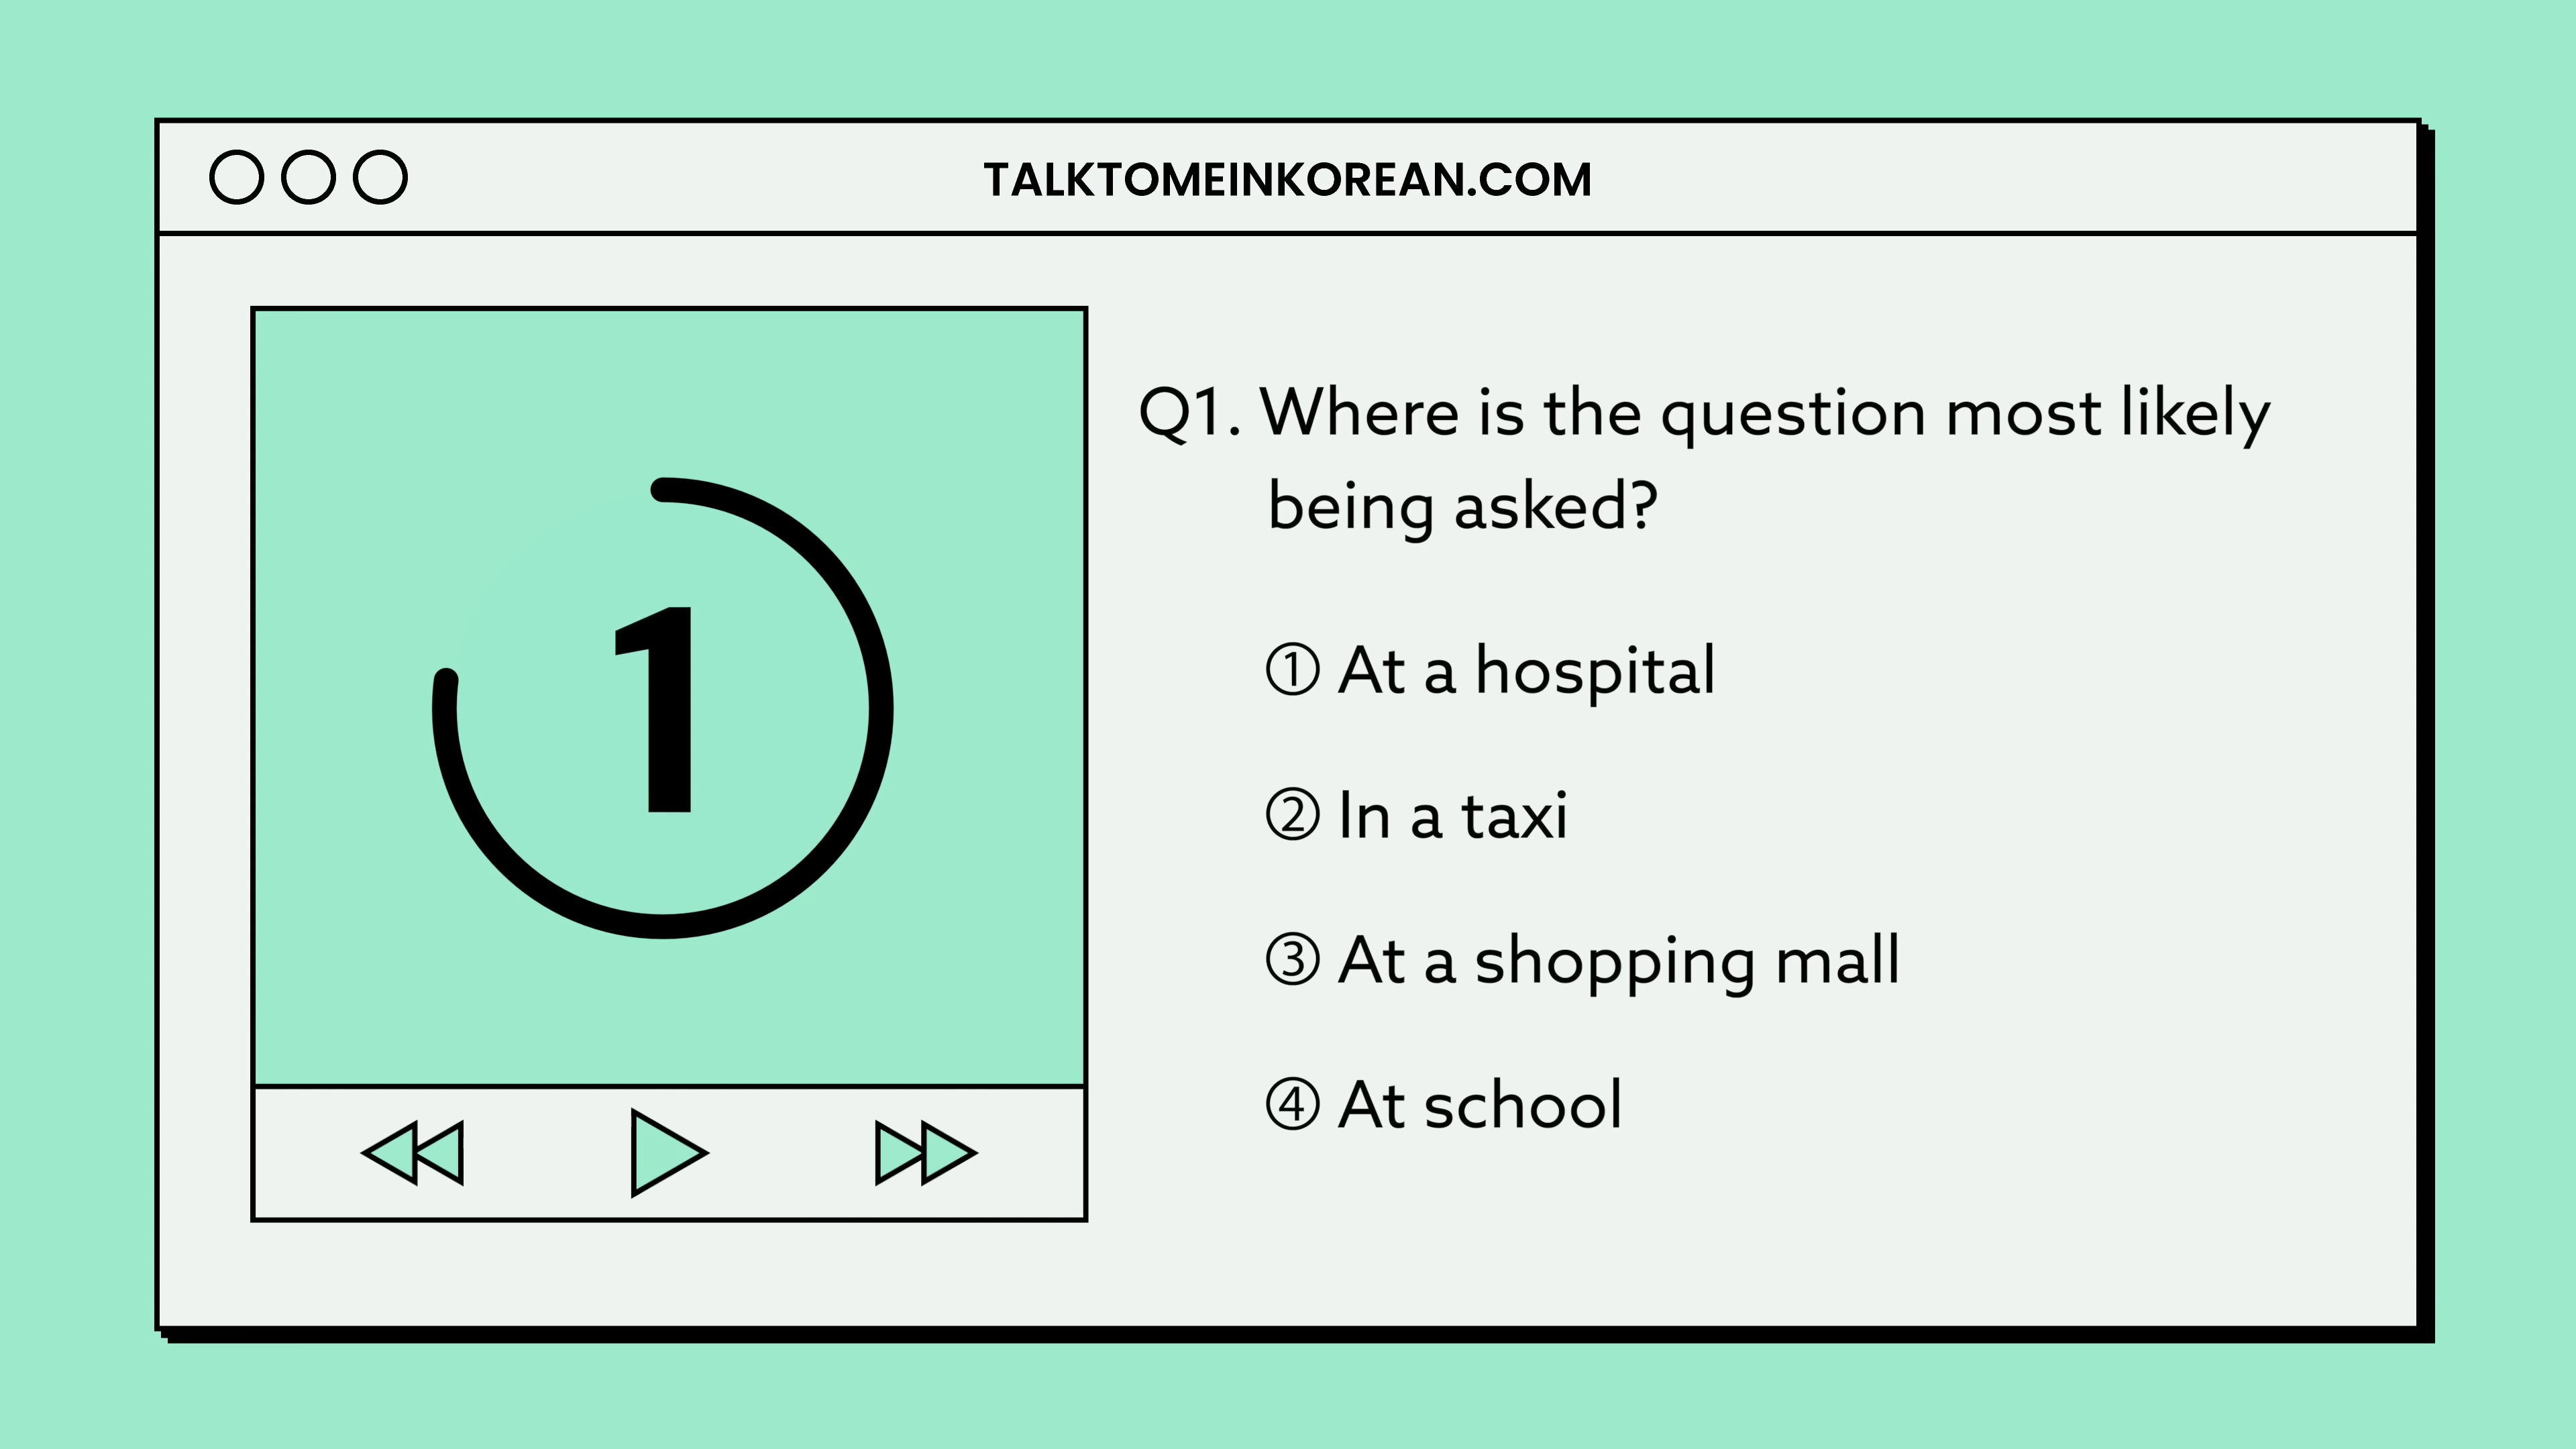 TALKTOMEINKOREAN.COM
1
Q1. Where is the question most likely
being asked?
① At a hospital
② In a taxi
③ At a shopping mall
④ At school